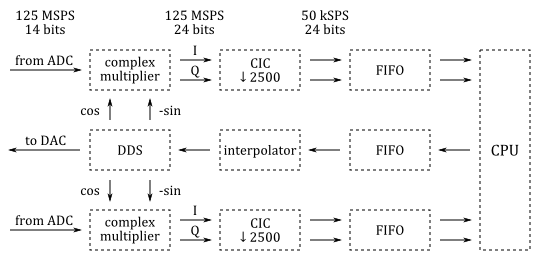 125 MSPS 125 MSPS 50 kSPS
14 bits 24 bits 24 bits
from ADC complex multiplier I Q CIC ↓2500 FIFO
cos -sin
to DAC DDS interpolator FIFO CPU
cos -sin
from ADC complex multiplier I Q CIC ↓2500 FIFO